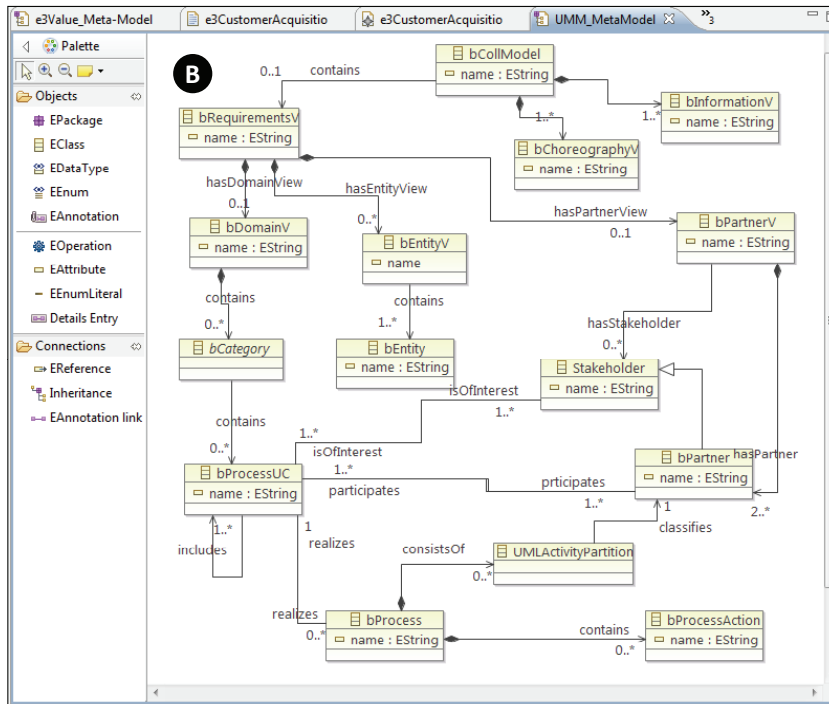 e3Value_Meta-Model
e3CustomerAcquisitio
e3CustomerAcquisitio
UMM_MetaModel
»3
Palette
Objects
EPackage
EClass
EDataType
EEnum
EAnnotation
EOperation
EAttribute
EEnumLiteral
Details Entry
Connections
EReference
Inheritance
EAnnotation link
B
bCollModel
name : EString
contains
0..1
1..*
1..*
bInformationV
name : EString
bRequirementsV
name : EString
bChoreographyV
name : EString
hasDomainView
0..1
hasEntityView
0..*
hasPartnerView
0..1
bDomainV
name : EString
bEntityV
name
bPartnerV
name : EString
contains
0..*
contains
1..*
hasStakeholder
0..*
bCategory
bEntity
name : EString
Stakeholder
name : EString
isOfInterest
1..*
contains
0..*
1..*
isOfInterest
bProcessUC
name : EString
1..*
participates
prticipates
1..*
bPartner
name : EString
hasPartner
2..*
1..*
includes
1
realizes
1
classifies
consistsOf
0..*
UMLActivityPartition
realizes
0..*
bProcess
name : EString
contains
0..*
bProcessAction
name : EString